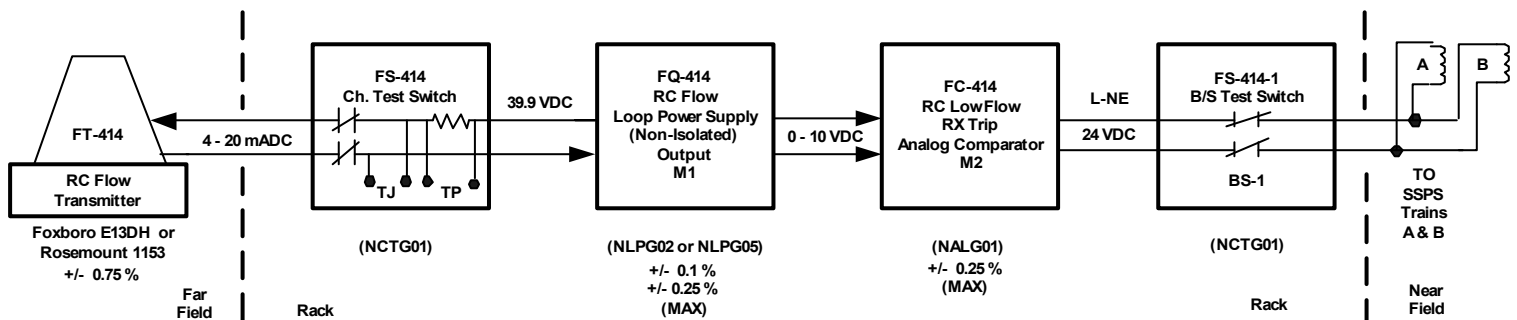 FT-414
RC Flow
Transmitter
Foxboro E13DH or
Rosemount 1153
+/- 0.75 %
Far
Field
4 - 20 mADC
FS-414
Ch. Test Switch
TJ
TP
(NCTG01)
Rack
39.9 VDC
FQ-414
RC Flow
Loop Power Supply
(Non-Isolated)
Output
M1
(NLPG02 or NLPG05)
+/- 0.1 %
+/- 0.25 %
(MAX)
0 - 10 VDC
FC-414
RC Low Flow
RX Trip
Analog Comparator
M2
(NALG01)
+/- 0.25 %
(MAX)
L-NE
24 VDC
FS-414-1
B/S Test Switch
BS-1
(NCTG01)
Rack
A
B
TO
SSPS
Trains
A & B
Near
Field